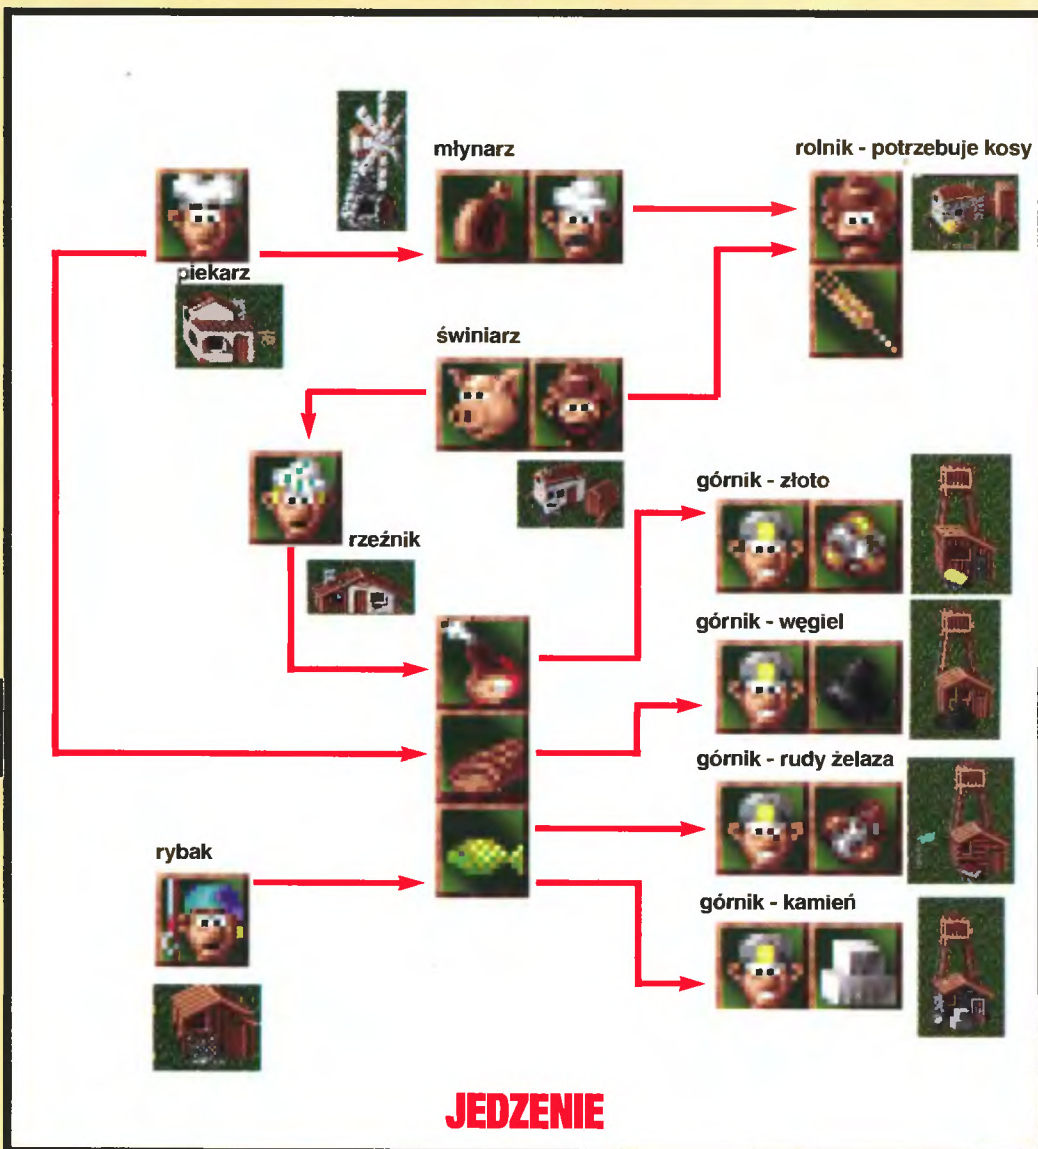 młynarz
rolnik - potrzebuje kosy
piekarz
świniarz
rzeźnik
górnik - złoto
górnik - węgiel
górnik - rudy żelaza
rybak
górnik - kamień
JEDZENIE